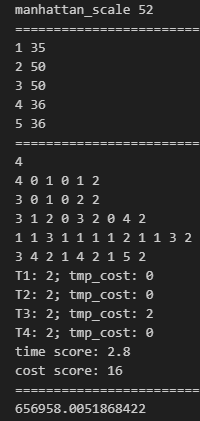 manhattan_scale 52
==========================
1 35
2 50
3 50
4 36
5 36
==========================
4
4 0 1 0 1 2
3 0 1 0 2 2
3 1 2 0 3 2 0 4 2
1 1 3 1 1 1 1 2 1 1 3 2
3 4 2 1 4 2 1 5 2
T1: 2; tmp_cost: 0
T2: 2; tmp_cost: 0
T3: 2; tmp_cost: 2
T4: 2; tmp_cost: 0
time score: 2.8
cost score: 16
==========================
656958.0051868422